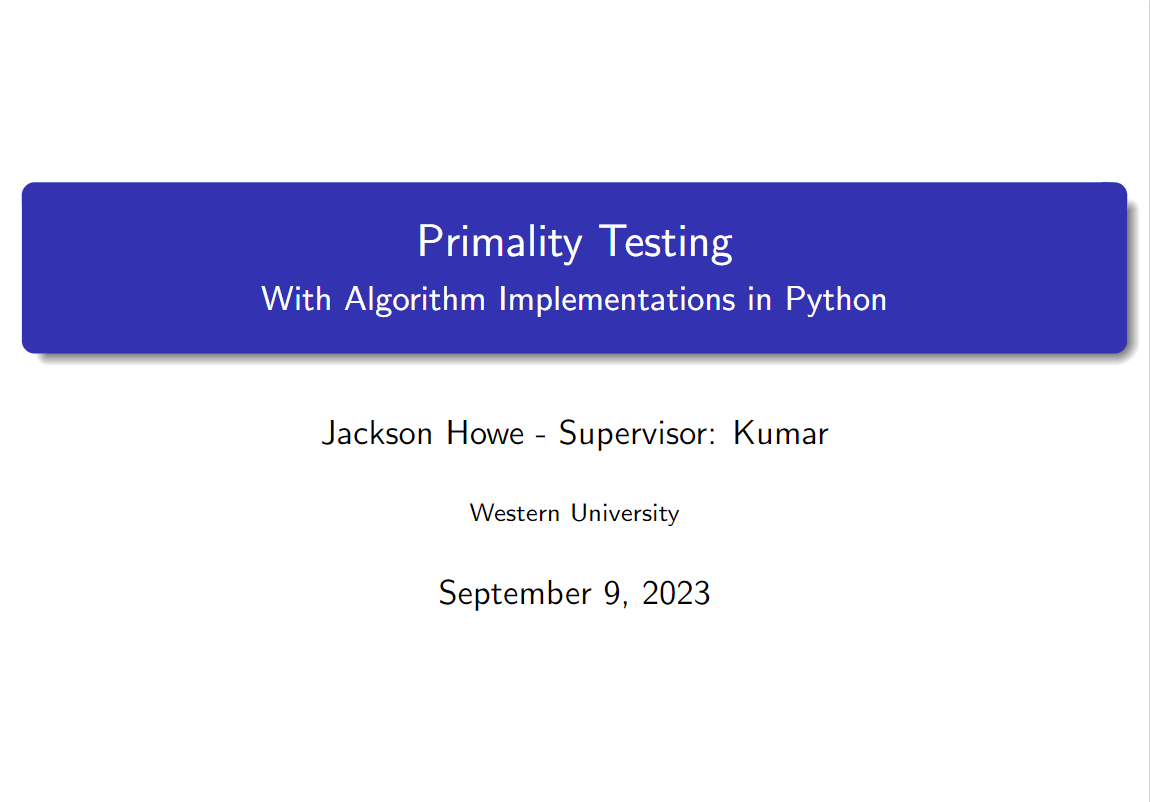 Primality Testing
With Algorithm Implementations in Python
Jackson Howe - Supervisor: Kumar
Western University
September 9, 2023